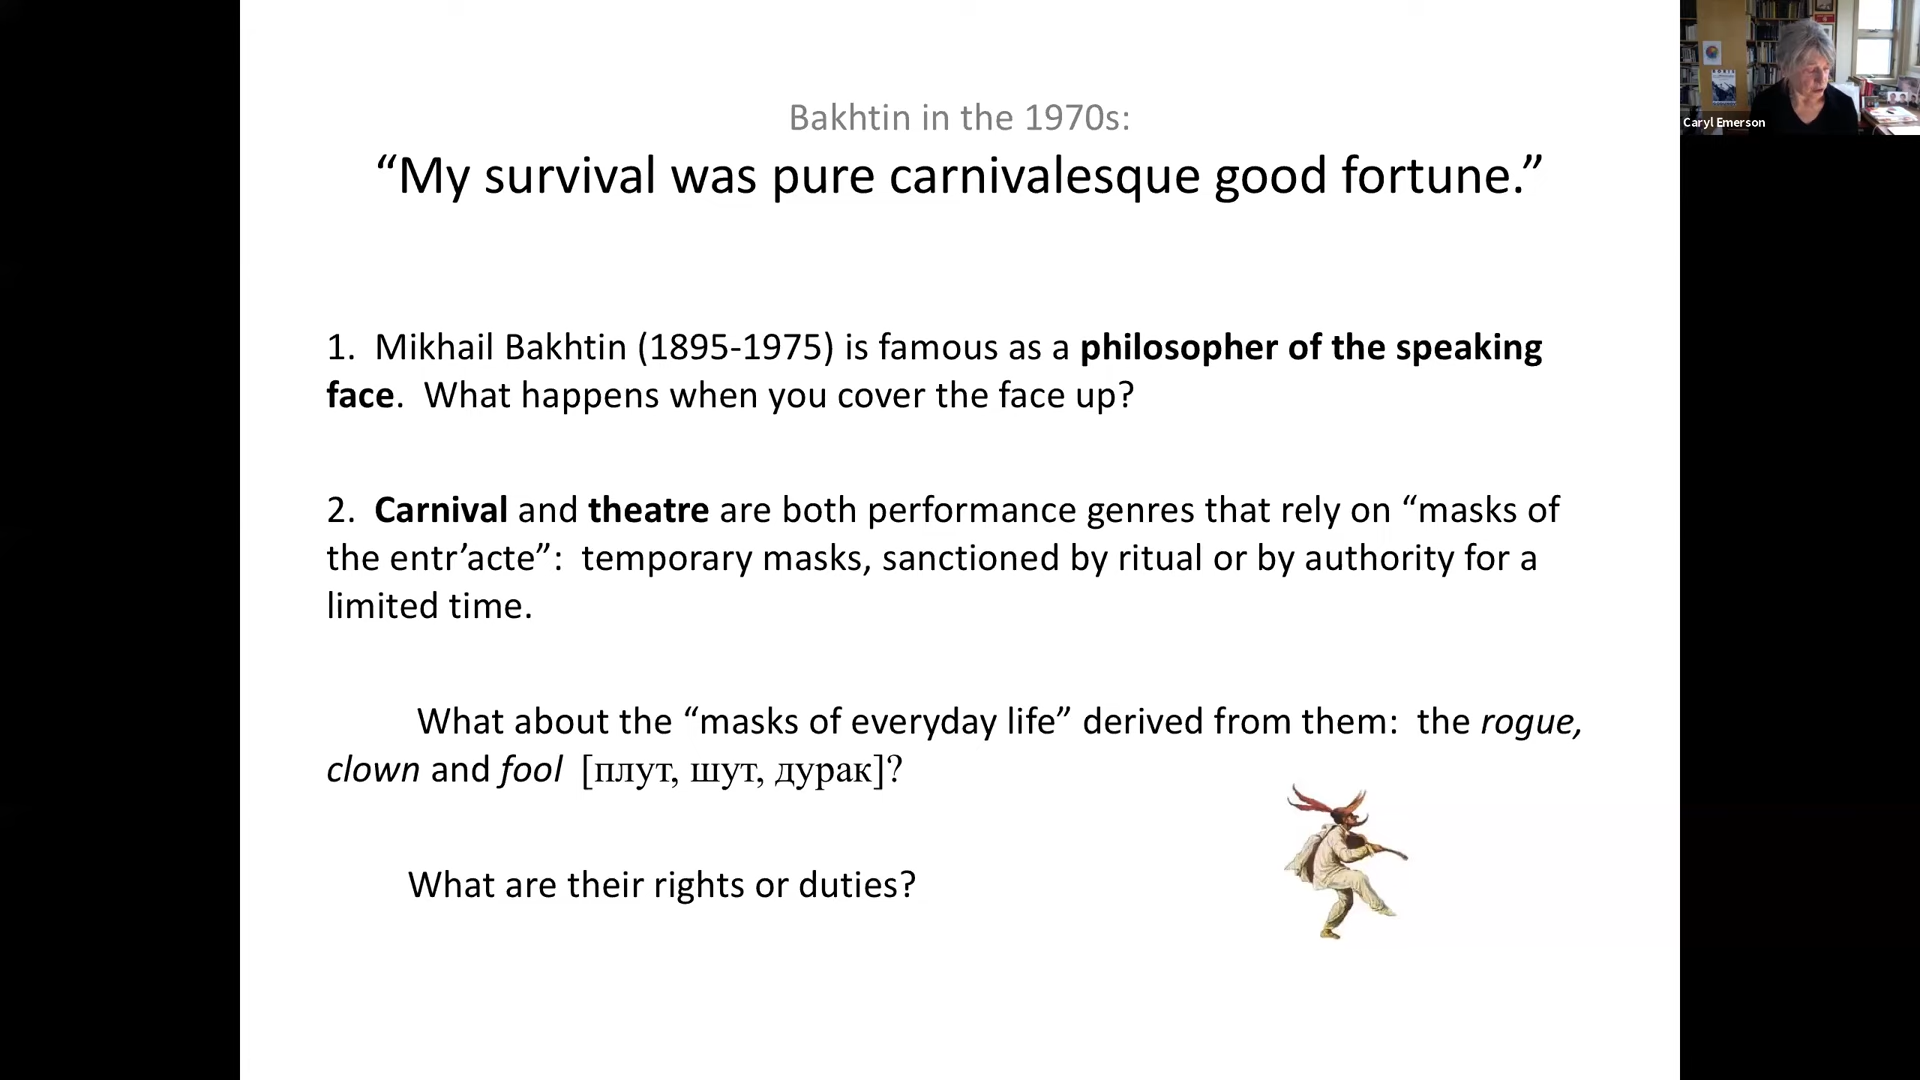 Bakhtin in the 1970s:
“My survival was pure carnivalesque good fortune.”
Caryl Emerson
1. Mikhail Bakhtin (1895-1975) is famous as a philosopher of the speaking
face. What happens when you cover the face up?
2. Carnival and theatre are both performance genres that rely on “masks of
the entr’acte”: temporary masks, sanctioned by ritual or by authority for a
limited time.
What about the “masks of everyday life” derived from them: the rogue,
clown and fool [плут, шут, дурак]?
What are their rights or duties?